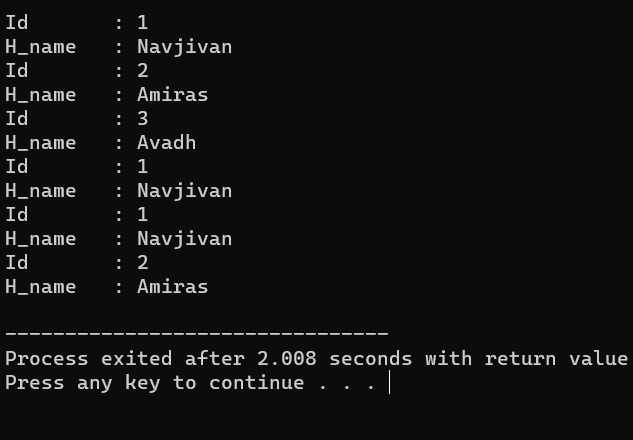 Id       : 1
H_name   : Navjivan
Id       : 2
H_name   : Amiras
Id       : 3
H_name   : Avadh
Id       : 1
H_name   : Navjivan
Id       : 1
H_name   : Navjivan
Id       : 2
H_name   : Amiras
--------------------------------
Process exited after 2.008 seconds with return value
Press any key to continue . . .